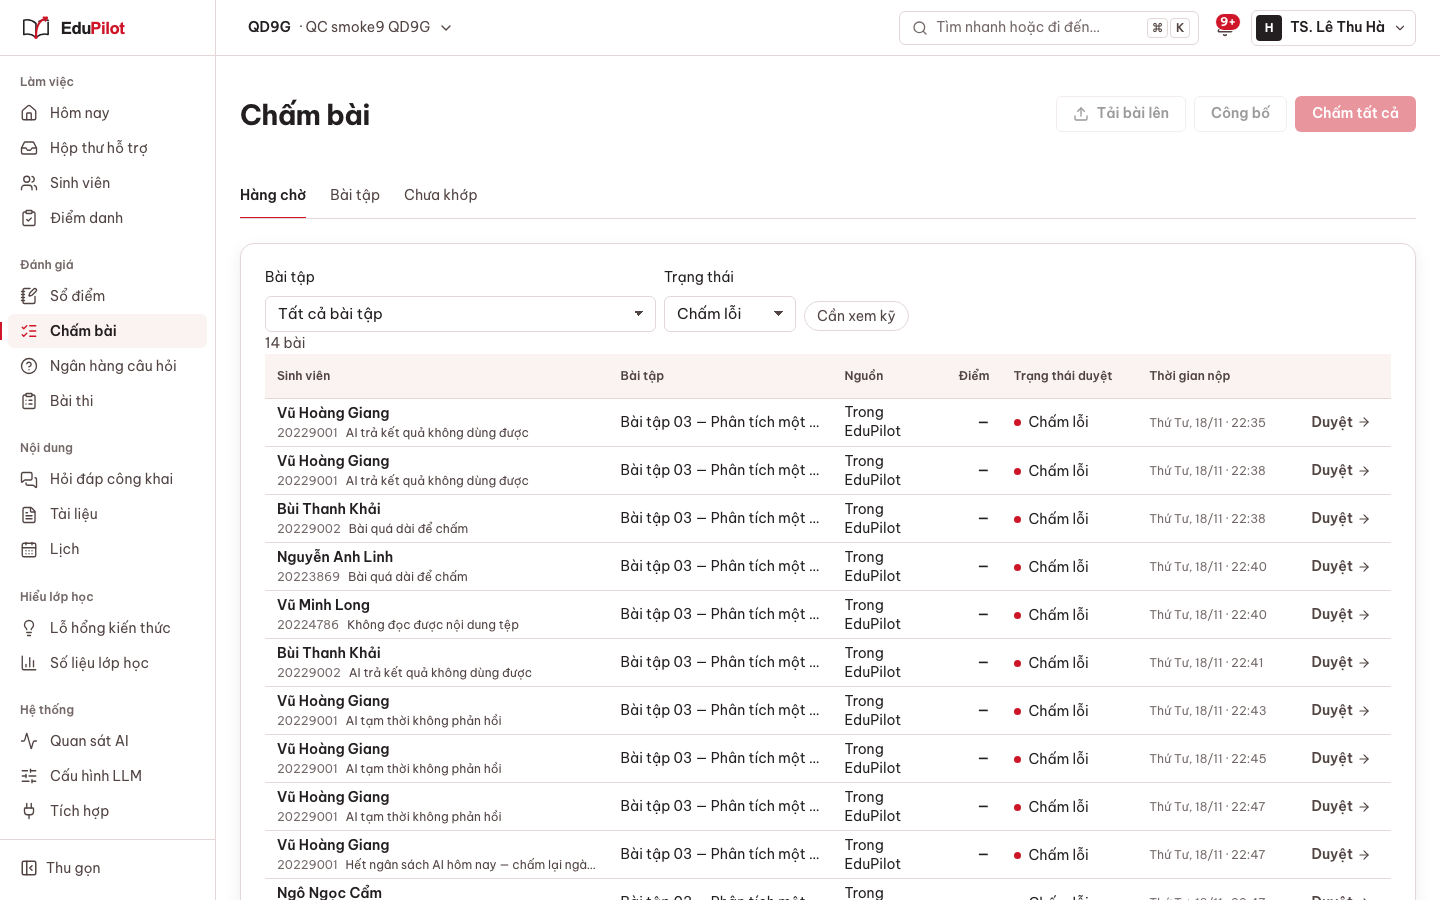 EduPilot
QD9G · QC smoke9 QD9G
Tìm nhanh hoặc đi đến... ⌘ K
9+
H TS. Lê Thu Hà
Làm việc
Hôm nay
Hộp thư hỗ trợ
Sinh viên
Điểm danh
Đánh giá
Sổ điểm
Chấm bài
Ngân hàng câu hỏi
Bài thi
Nội dung
Hỏi đáp công khai
Tài liệu
Lịch
Hiểu lớp học
Lỗ hổng kiến thức
Số liệu lớp học
Hệ thống
Quan sát AI
Cấu hình LLM
Tích hợp
Thu gọn
Chấm bài
Tải bài lên
Công bố
Chấm tất cả
Hàng chờ Bài tập Chưa khớp
Bài tập Trạng thái
Tất cả bài tập Chấm lỗi Cần xem kỹ
14 bài
Sinh viên Bài tập Nguồn Điểm Trạng thái duyệt Thời gian nộp
Vũ Hoàng Giang
20229001 AI trả kết quả không dùng được
Bài tập 03 — Phân tích một ...
Trong
EduPilot
—
Chấm lỗi
Thứ Tư, 18/11 · 22:35
Duyệt →
Vũ Hoàng Giang
20229001 AI trả kết quả không dùng được
Bài tập 03 — Phân tích một ...
Trong
EduPilot
—
Chấm lỗi
Thứ Tư, 18/11 · 22:38
Duyệt →
Bùi Thanh Khải
20229002 Bài quá dài để chấm
Bài tập 03 — Phân tích một ...
Trong
EduPilot
—
Chấm lỗi
Thứ Tư, 18/11 · 22:38
Duyệt →
Nguyễn Anh Linh
20223869 Bài quá dài để chấm
Bài tập 03 — Phân tích một ...
Trong
EduPilot
—
Chấm lỗi
Thứ Tư, 18/11 · 22:40
Duyệt →
Vũ Minh Long
20224786 Không đọc được nội dung tệp
Bài tập 03 — Phân tích một ...
Trong
EduPilot
—
Chấm lỗi
Thứ Tư, 18/11 · 22:40
Duyệt →
Bùi Thanh Khải
20229002 AI trả kết quả không dùng được
Bài tập 03 — Phân tích một ...
Trong
EduPilot
—
Chấm lỗi
Thứ Tư, 18/11 · 22:41
Duyệt →
Vũ Hoàng Giang
20229001 AI tạm thời không phản hồi
Bài tập 03 — Phân tích một ...
Trong
EduPilot
—
Chấm lỗi
Thứ Tư, 18/11 · 22:43
Duyệt →
Vũ Hoàng Giang
20229001 AI tạm thời không phản hồi
Bài tập 03 — Phân tích một ...
Trong
EduPilot
—
Chấm lỗi
Thứ Tư, 18/11 · 22:45
Duyệt →
Vũ Hoàng Giang
20229001 AI tạm thời không phản hồi
Bài tập 03 — Phân tích một ...
Trong
EduPilot
—
Chấm lỗi
Thứ Tư, 18/11 · 22:47
Duyệt →
Vũ Hoàng Giang
20229001 Hết ngân sách AI hôm nay — chấm lại ngà...
Bài tập 03 — Phân tích một ...
Trong
EduPilot
—
Chấm lỗi
Thứ Tư, 18/11 · 22:47
Duyệt →
Ngô Ngọc Cẩm
Trong